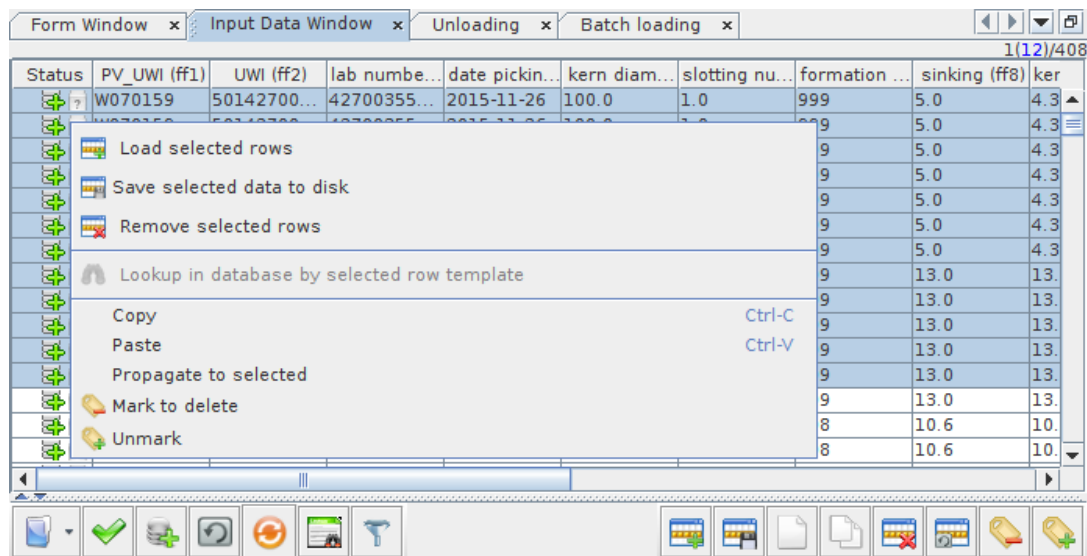 Form Window x Input Data Window x Unloading x Batch loading x
1(12)/408
Status PV_UWI (ff1) UWI (ff2) lab numbe... date pickin... kern diam... slotting nu... formation ... sinking (ff8) ker
? W070159 50142700... 42700355... 2015-11-26 100.0 1.0 999 5.0 4.3
9 5.0 4.3
Load selected rows 9 5.0 4.3
9 5.0 4.3
Save selected data to disk 9 5.0 4.3
Remove selected rows 9 5.0 4.3
9 5.0 4.3
Lookup in database by selected row template 9 13.0 13.
9 13.0 13.
Copy Ctrl-C 9 13.0 13.
Paste Ctrl-V 9 13.0 13.
Propagate to selected 9 13.0 13.
Mark to delete 9 13.0 13.
8 10.6 10.
Unmark 8 10.6 10.